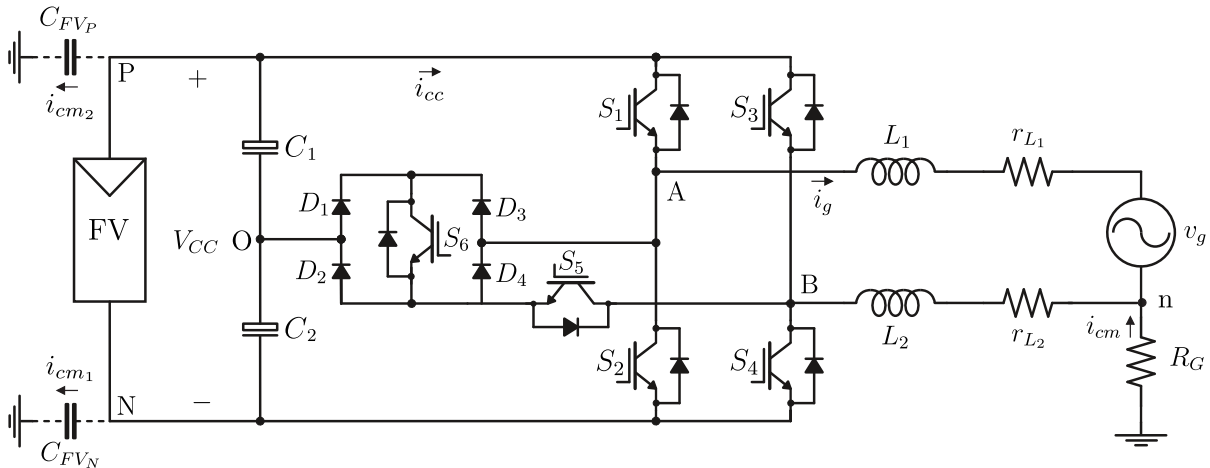 C_{FV_P}
P
+
i_{cm_2}
i_{cc}
S_1
S_3
C_1
L_1
r_{L_1}
A
i_g
FV
V_{CC}
O
D_1
D_2
S_6
D_3
D_4
S_5
v_g
B
n
C_2
L_2
r_{L_2}
i_{cm}
R_G
S_2
S_4
i_{cm_1}
N
−
C_{FV_N}